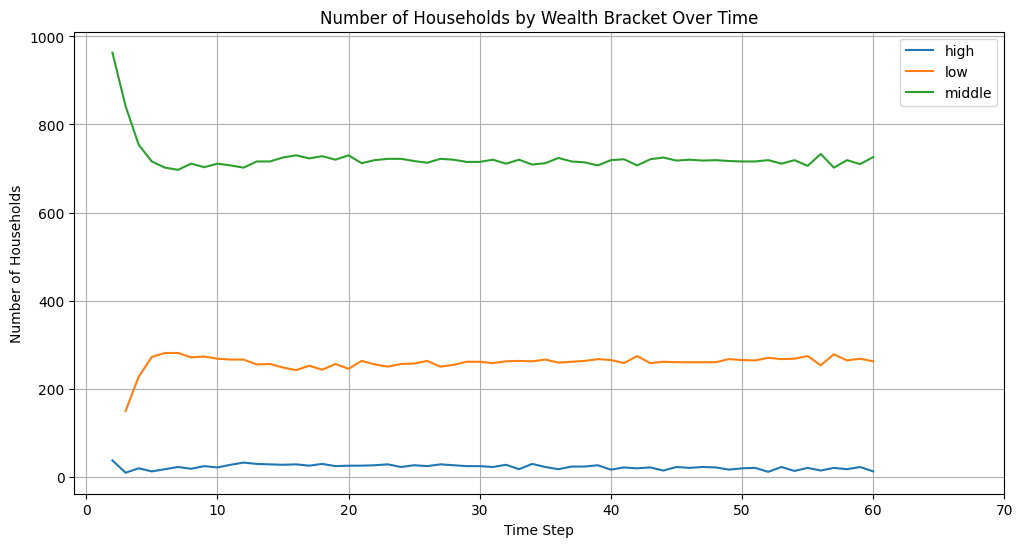 Number of Households by Wealth Bracket Over Time
high
low
middle
1000
800
600
400
200
0
Number of Households
0 10 20 30 40 50 60 70
Time Step